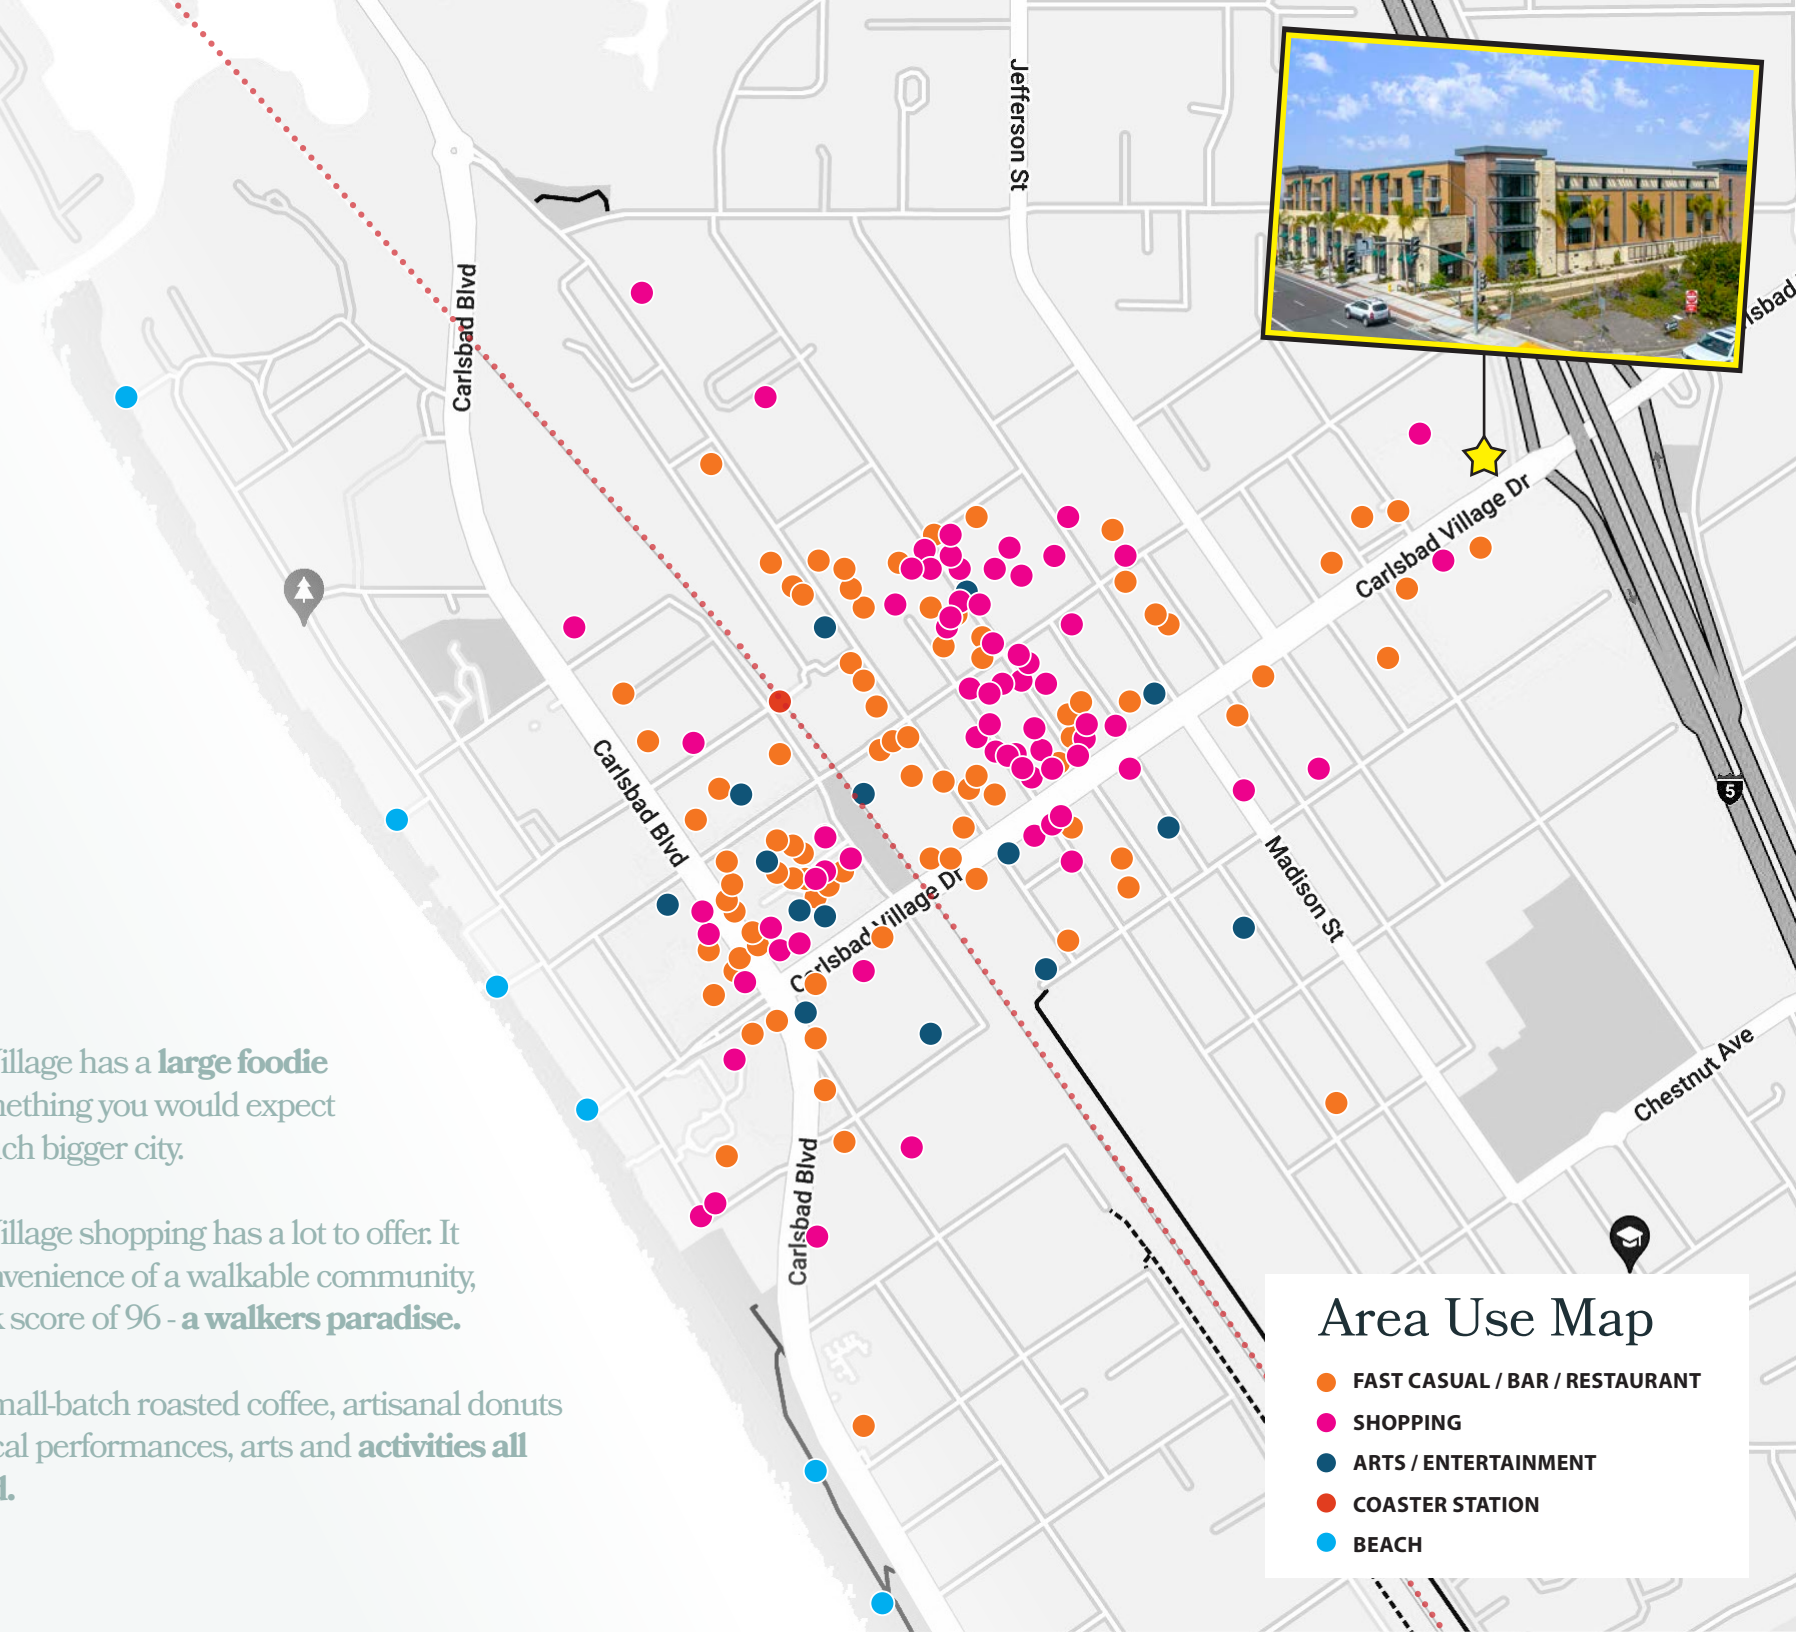 Jefferson St
Carlsbad Blvd
Carlsbad Village Dr
Carlsbad Blvd
5
Madison St
Carlsbad Village Dr
Chestnut Ave
Carlsbad Blvd
illage has a large foodie
nething you would expect
ch bigger city.
illage shopping has a lot to offer. It
nvenience of a walkable community,
score of 96 - a walkers paradise.
mall-batch roasted coffee, artisanal donuts
cal performances, arts and activities all
Area Use Map
FAST CASUAL / BAR / RESTAURANT
SHOPPING
ARTS / ENTERTAINMENT
COASTER STATION
BEACH